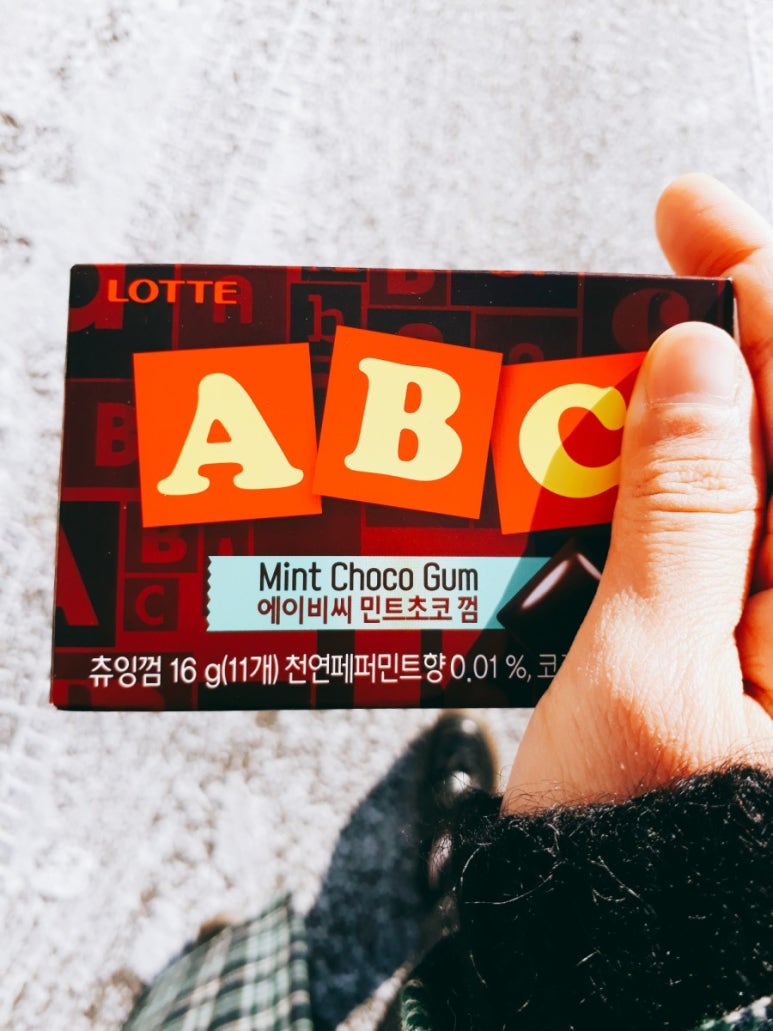 LOTTE
ABC
Mint Choco Gum
에이비씨 민트초코 껌
츄잉껌 16 g(11개) 천연페퍼민트향 0.01 %,